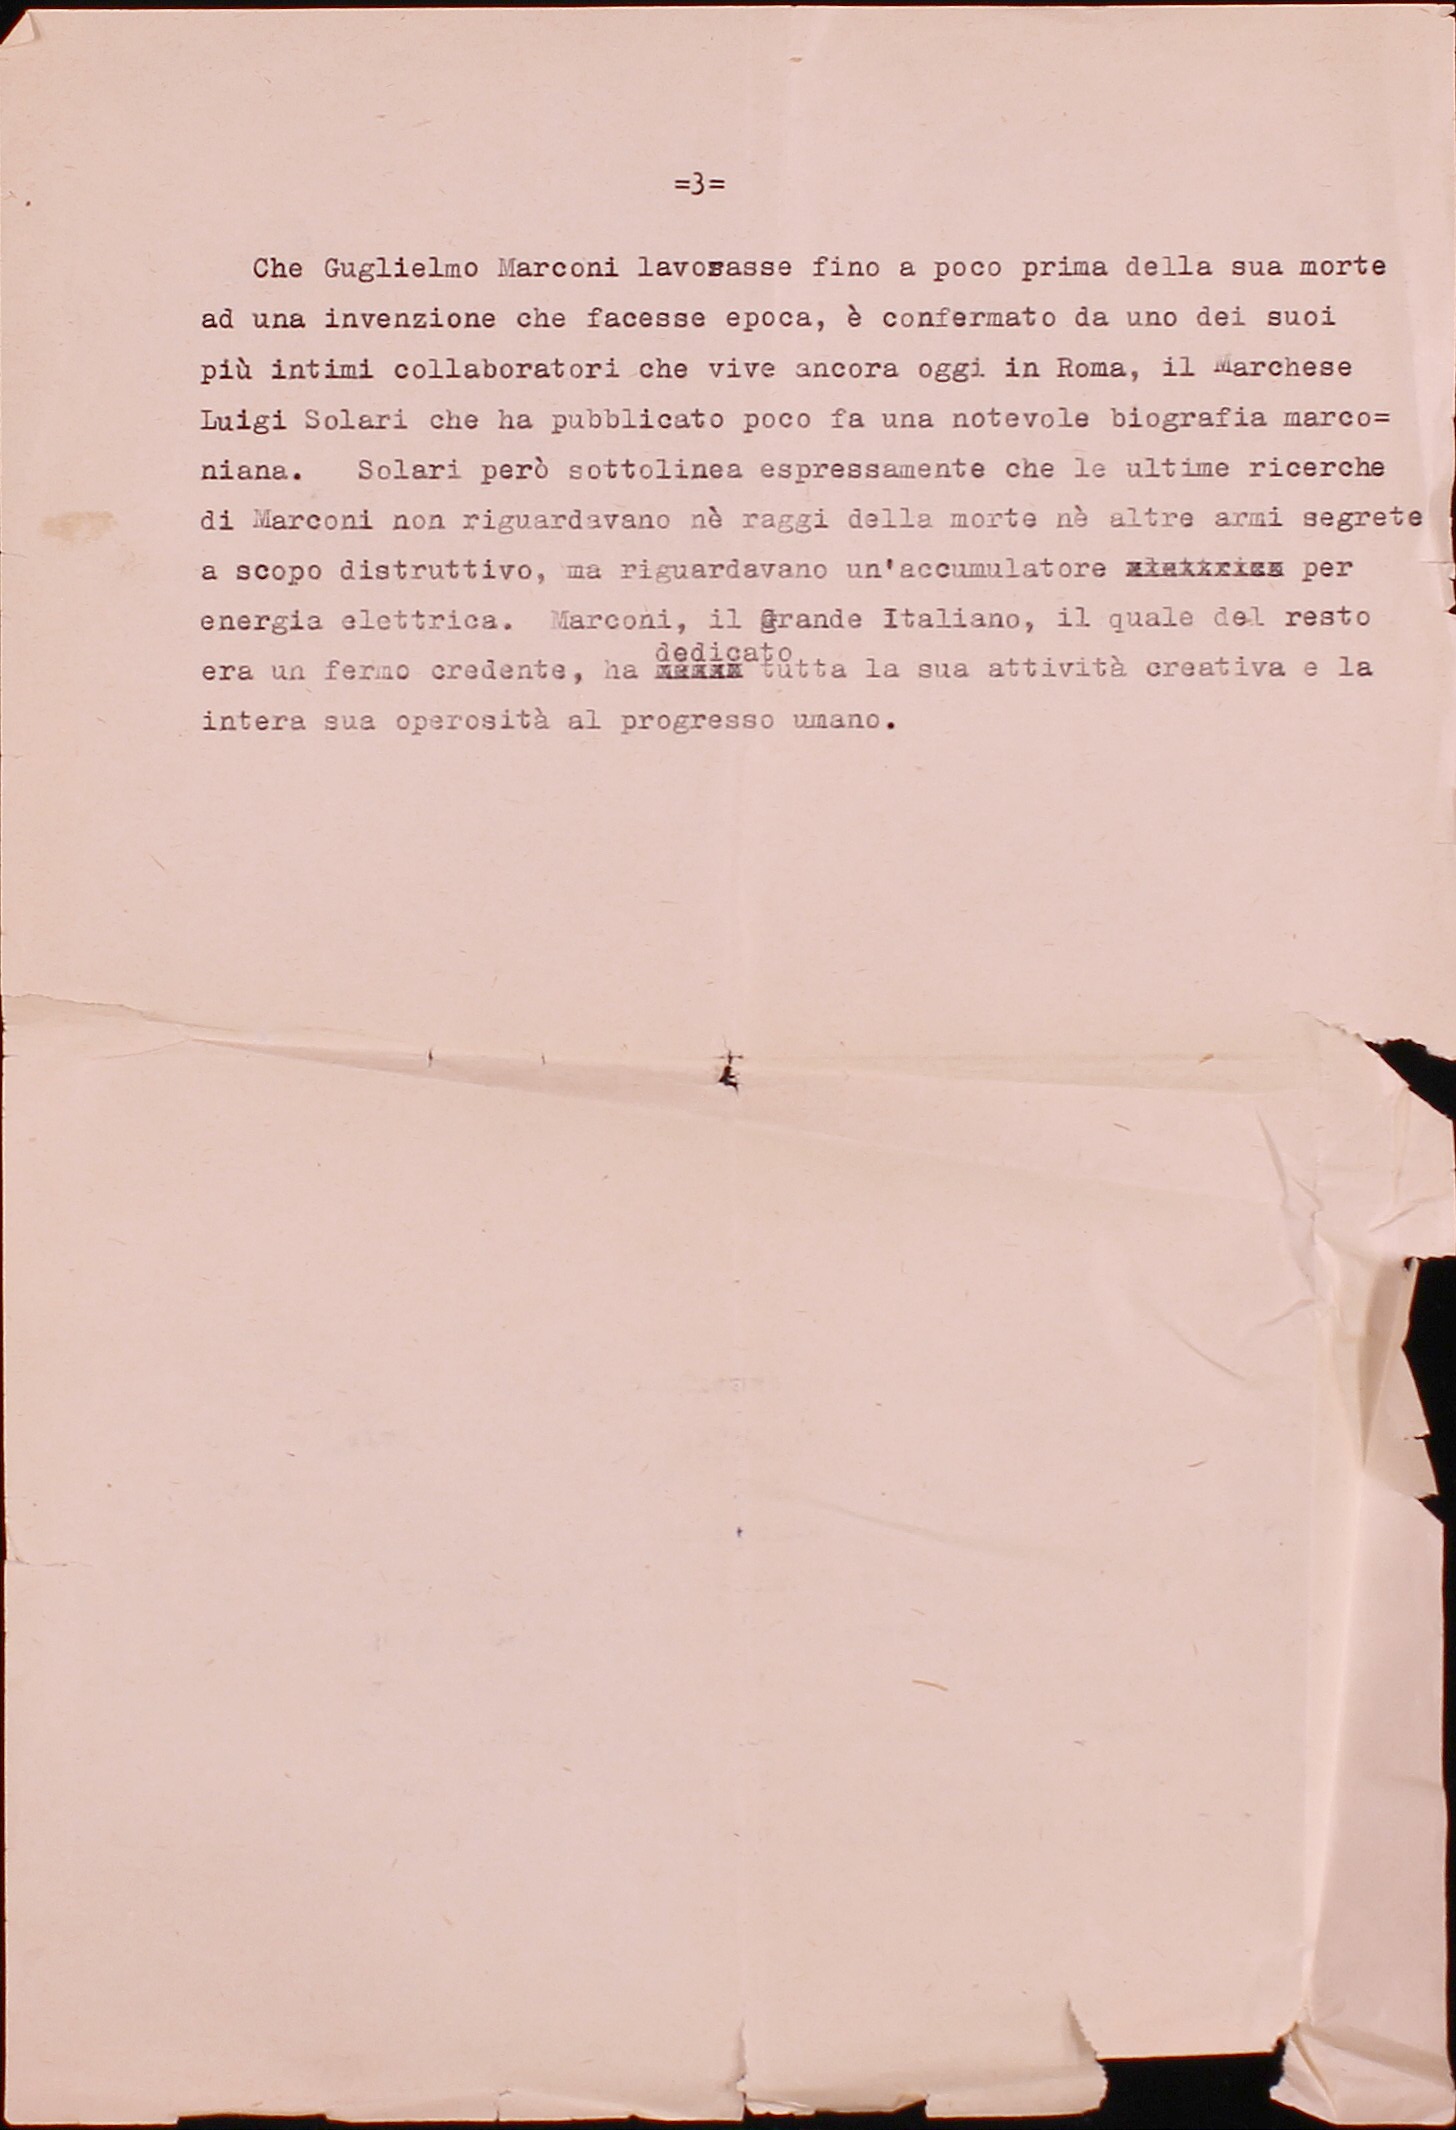 =3=
Che Guglielmo Marconi lavorasse fino a poco prima della sua morte
ad una invenzione che facesse epoca, è confermato da uno dei suoi
più intimi collaboratori che vive ancora oggi in Roma, il Marchese
Luigi Solari che ha pubblicato poco fa una notevole biografia marco=
niana. Solari però sottolinea espressamente che le ultime ricerche
di Marconi non riguardavano nè raggi della morte nè altre armi segrete
a scopo distruttivo, ma riguardavano un'accumulatore per
energia elettrica. Marconi, il grande Italiano, il quale del resto
dedicato
era un fermo credente, ha tutta la sua attività creativa e la
intera sua operosità al progresso umano.